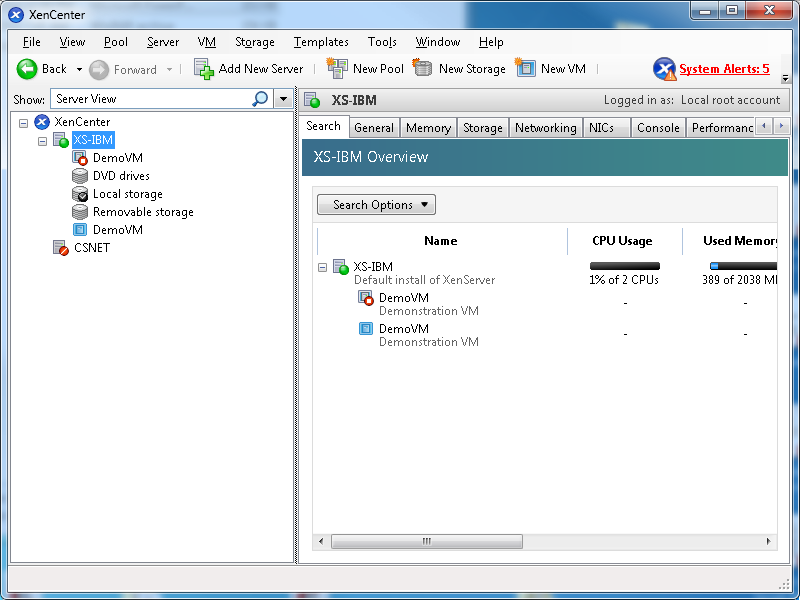 XenCenter
File View Pool Server VM Storage Templates Tools Window Help
Back Forward Add New Server New Pool New Storage New VM System Alerts: 5
Show: Server View
XS-IBM Logged in as: Local root account
XenCenter
XS-IBM
DemoVM
DVD drives
Local storage
Removable storage
DemoVM
CSNET
Search General Memory Storage Networking NICs Console Performanc
XS-IBM Overview
Search Options
Name CPU Usage Used Memory
XS-IBM
Default install of XenServer
1% of 2 CPUs 389 of 2038 M
DemoVM - -
Demonstration VM
DemoVM - -
Demonstration VM